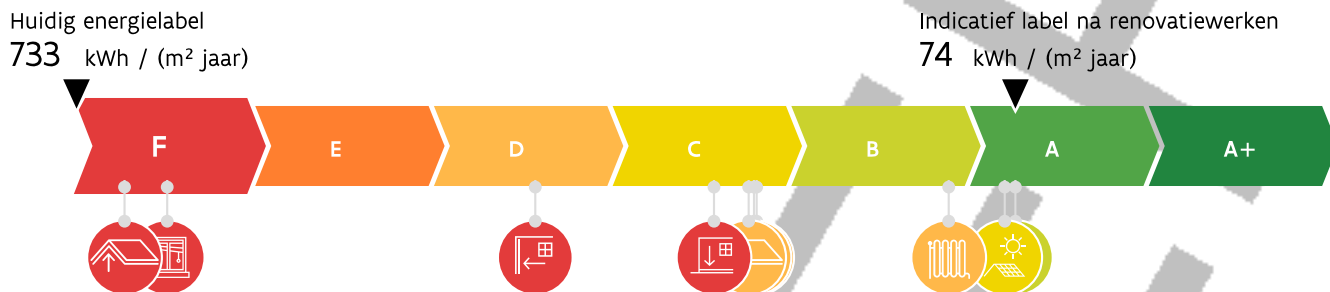 Huidig energielabel
733 kWh / (m² jaar)
Indicatief label na renovatiewerken
74 kWh / (m² jaar)
F
E
D
C
B
A
A+